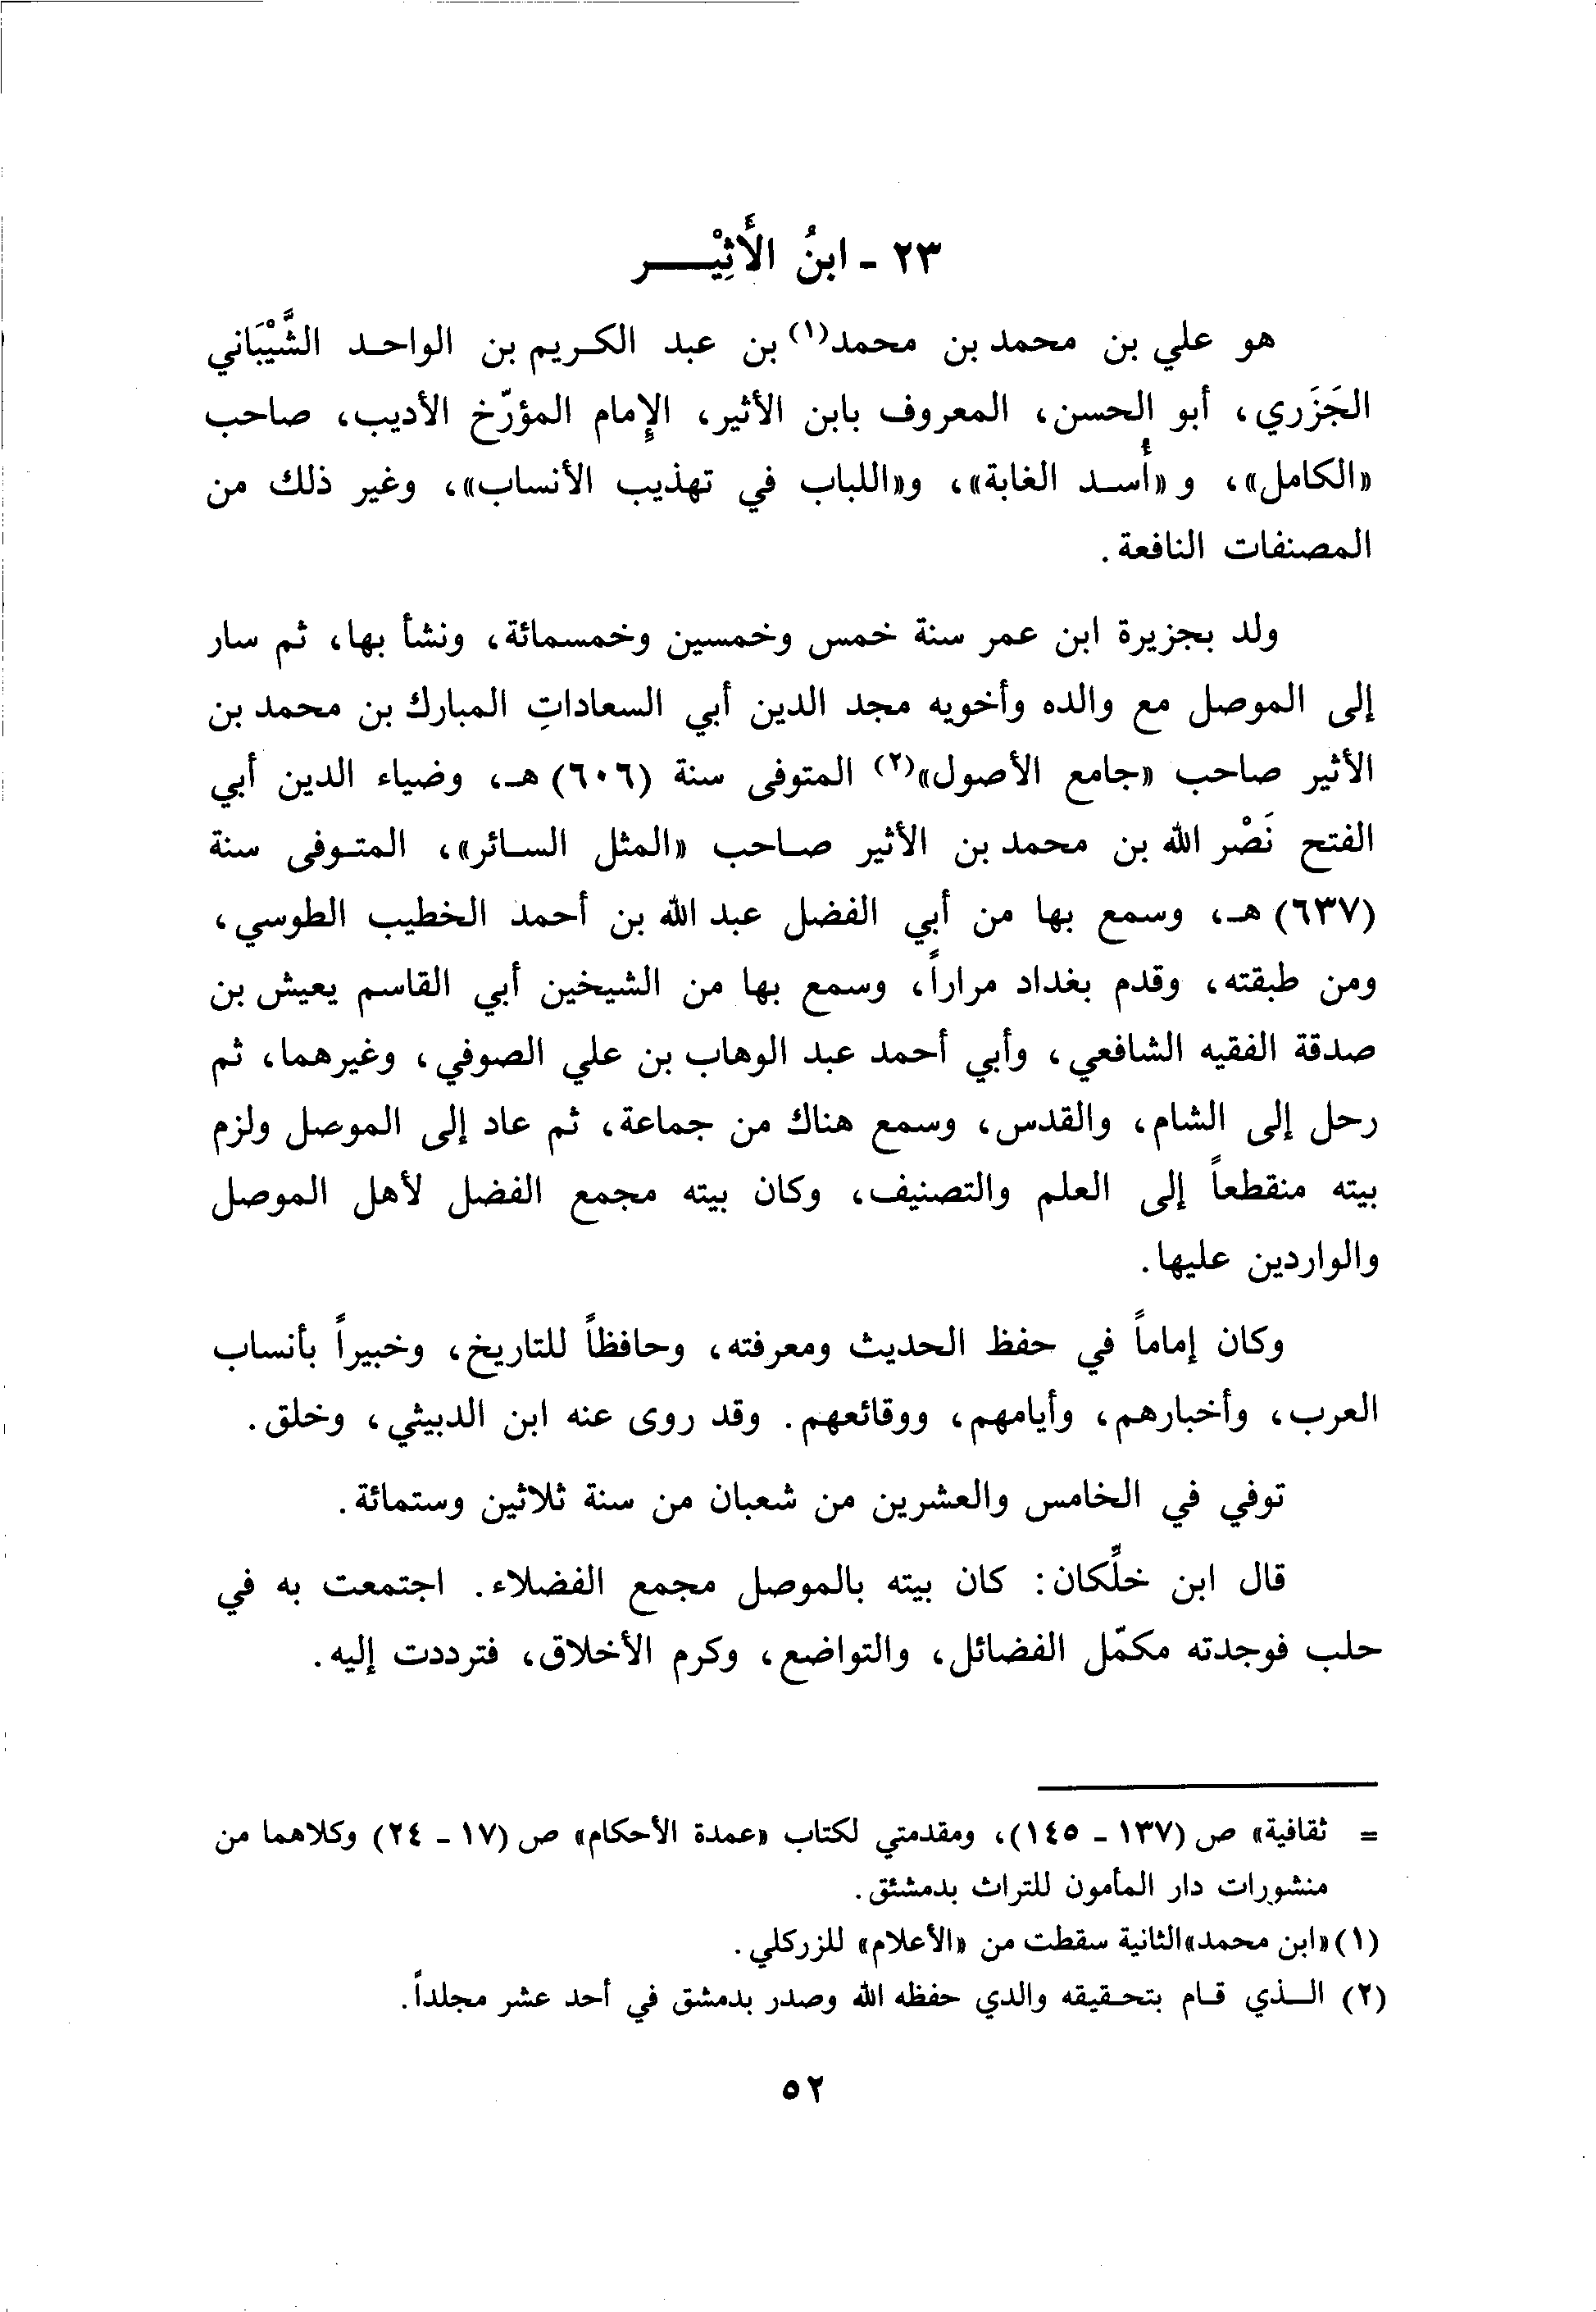 ٢٣ - ابنُ الأَثِيْـــر
هو علي بن محمد بن محمد(١) بن عبد الكريم بن الواحد الشَّيْبَاني
الجَزَري، أبو الحسن، المعروف بابن الأثير، الإمام المؤرّخ الأديب، صاحب
«الكامل»، و «أُسد الغابة»، و«اللباب في تهذيب الأنساب»، وغير ذلك من
المصنفات النافعة.
ولد بجزيرة ابن عمر سنة خمس وخمسين وخمسمائة، ونشأ بها، ثم سار
إلى الموصل مع والده وأخويه مجد الدين أبي السعاداتِ المبارك بن محمد بن
الأثير صاحب «جامع الأصول»(٢) المتوفى سنة (٦٠٦) هـ، وضياء الدين أبي
الفتح نَصْر الله بن محمد بن الأثير صاحب «المثل السائر»، المتوفى سنة
(٦٣٧) هـ، وسمع بها من أبي الفضل عبد الله بن أحمد الخطيب الطوسي،
ومن طبقته، وقدم بغداد مراراً، وسمع بها من الشيخين أبي القاسم يعيش بن
صدقة الفقيه الشافعي، وأبي أحمد عبد الوهاب بن علي الصوفي، وغيرهما، ثم
رحل إلى الشام، والقدس، وسمع هناك من جماعة، ثم عاد إلى الموصل ولزم
بيته منقطعاً إلى العلم والتصنيف، وكان بيته مجمع الفضل لأهل الموصل
والواردين عليها.
وكان إماماً في حفظ الحديث ومعرفته، وحافظاً للتاريخ، وخبيراً بأنساب
العرب، وأخبارهم، وأيامهم، ووقائعهم. وقد روى عنه ابن الدبيثي، وخلق.
توفي في الخامس والعشرين من شعبان من سنة ثلاثين وستمائة.
قال ابن خلِّكان: كان بيته بالموصل مجمع الفضلاء. اجتمعت به في
حلب فوجدته مكمّل الفضائل، والتواضع، وكرم الأخلاق، فترددت إليه.
= ثقافية» ص (١٣٧ - ١٤٥)، ومقدمتي لكتاب «عمدة الأحكام» ص (١٧ - ٢٤) وكلاهما من
منشورات دار المأمون للتراث بدمشئق.
(١) «ابن محمد»الثانية سقطت من «الأعلام» للزركلي.
(٢) الـذي قام بتحقيقه والدي حفظه الله وصدر بدمشق في أحد عشر مجلداً.
٥٢